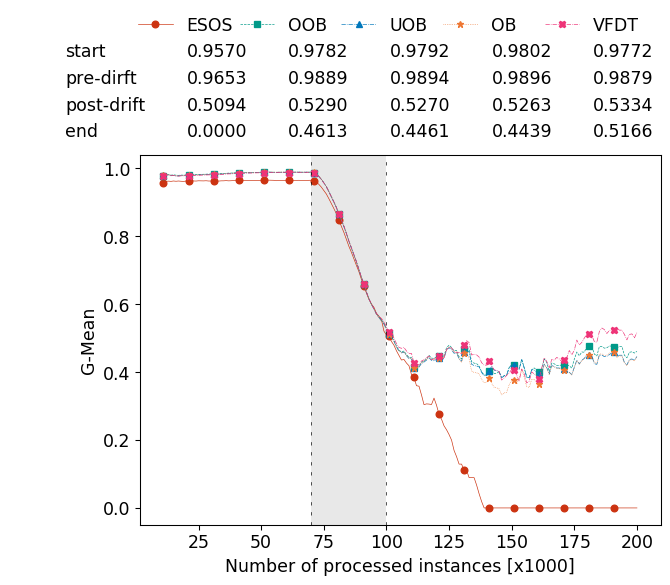 ESOS OOB UOB OB VFDT
start 0.9570 0.9782 0.9792 0.9802 0.9772
pre-dirft 0.9653 0.9889 0.9894 0.9896 0.9879
post-drift 0.5094 0.5290 0.5270 0.5263 0.5334
end 0.0000 0.4613 0.4461 0.4439 0.5166
1.0
0.8
0.6
0.4
0.2
0.0
G-Mean
25 50 75 100 125 150 175 200
Number of processed instances [x1000]